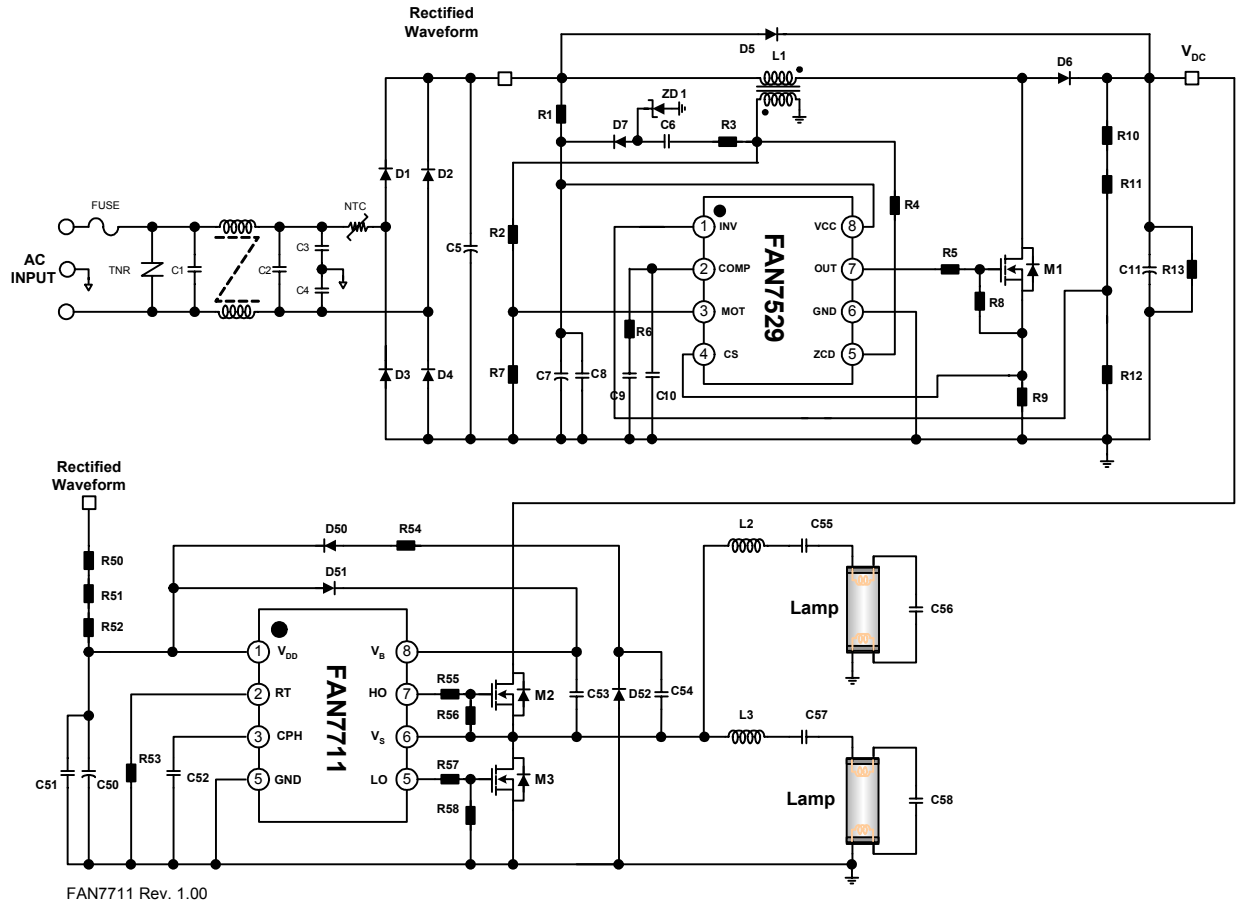 Rectified
Waveform
D5
L1
D6
V_DC
ZD1
R1
D7
C6
R3
R10
D1
D2
R11
FUSE
NTC
R4
AC
INPUT
TNR
C1
C2
C3
C4
C5
R2
1
INV
VCC
8
2
COMP
OUT
7
3
MOT
GND
6
4
CS
ZCD
5
FAN7529
R5
M1
R8
C11
R13
R6
D3
D4
R7
C7
C8
C9
C10
R9
R12
Rectified
Waveform
R50
R51
R52
D50
R54
D51
L2
C55
Lamp
C56
1
V_DD
V_B
8
2
RT
HO
7
3
CPH
V_S
6
5
GND
LO
5
FAN7711
R55
M2
R56
C53
D52
C54
R57
M3
R58
L3
C57
Lamp
C58
C51
C50
R53
C52
FAN7711 Rev. 1.00